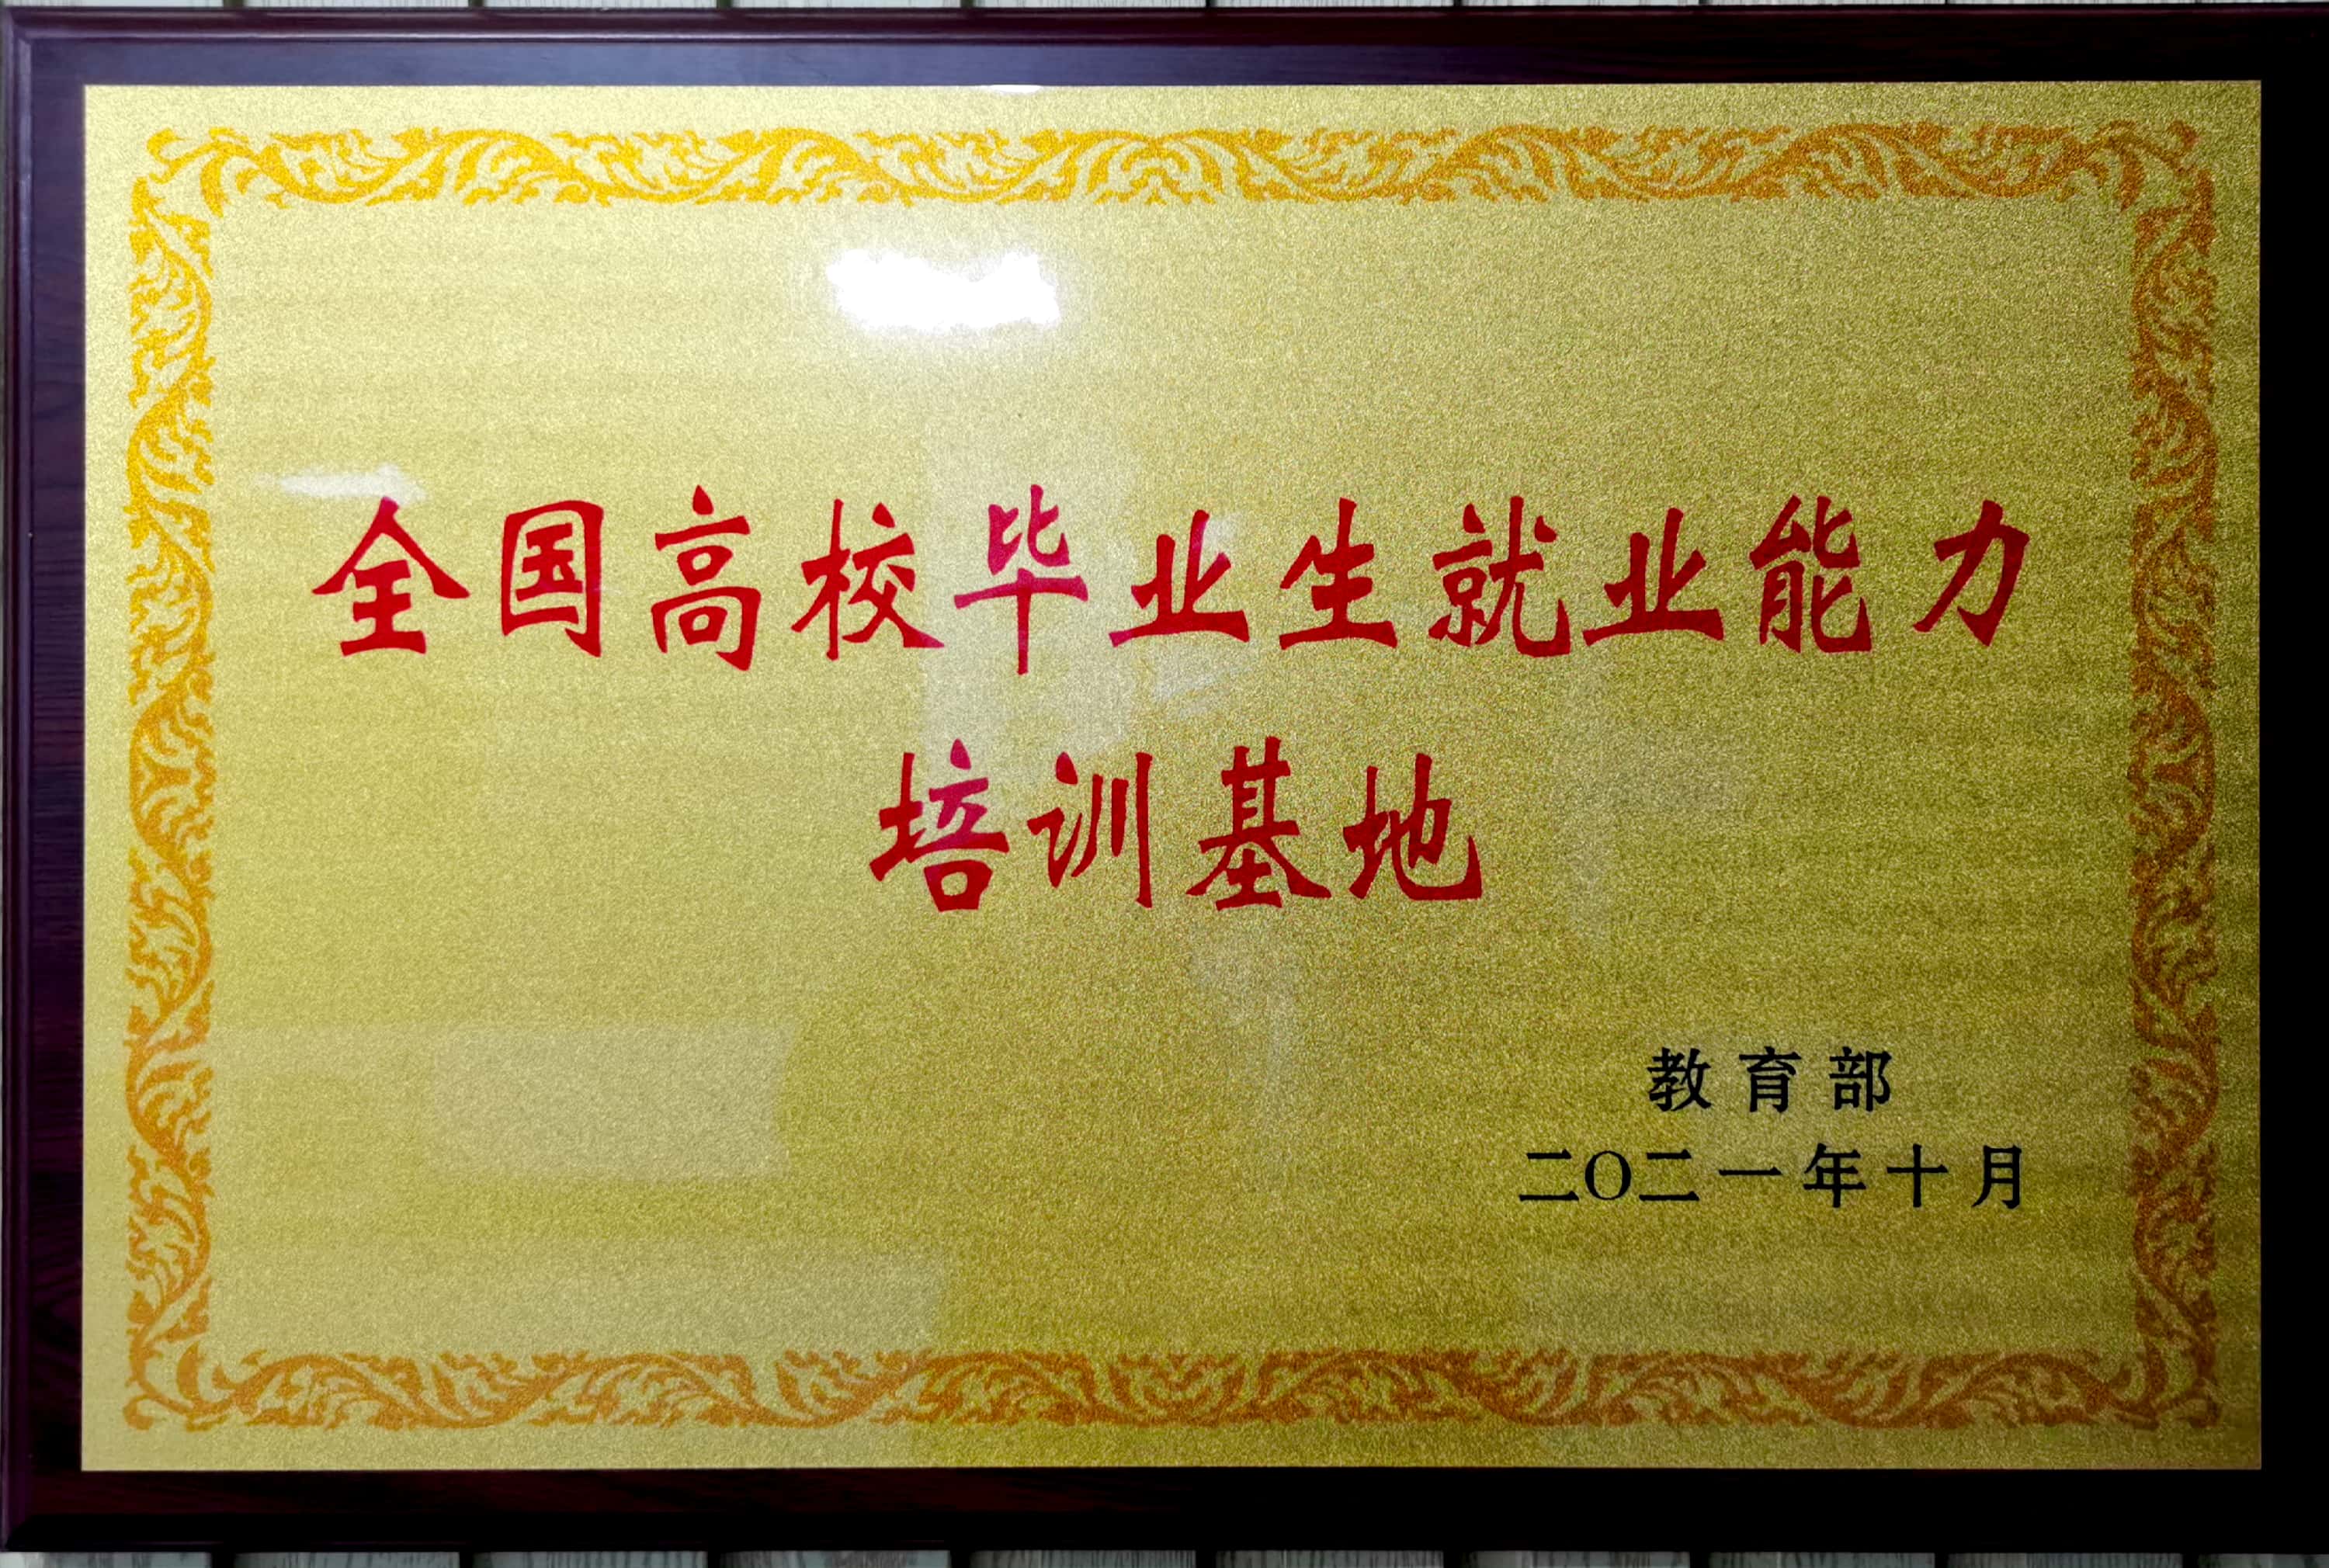 全国高校毕业生就业能力
培训基地
教育部
二〇二一年十月